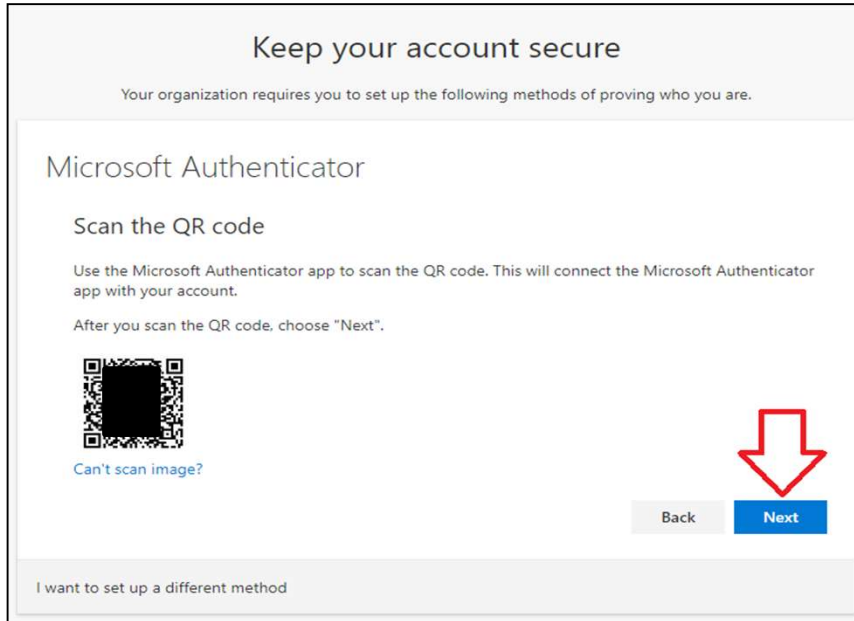 Keep your account secure
Your organization requires you to set up the following methods of proving who you are.
Microsoft Authenticator
Scan the QR code
Use the Microsoft Authenticator app to scan the QR code. This will connect the Microsoft Authenticator
app with your account.
After you scan the QR code, choose "Next".
Can't scan image?
Back
Next
I want to set up a different method